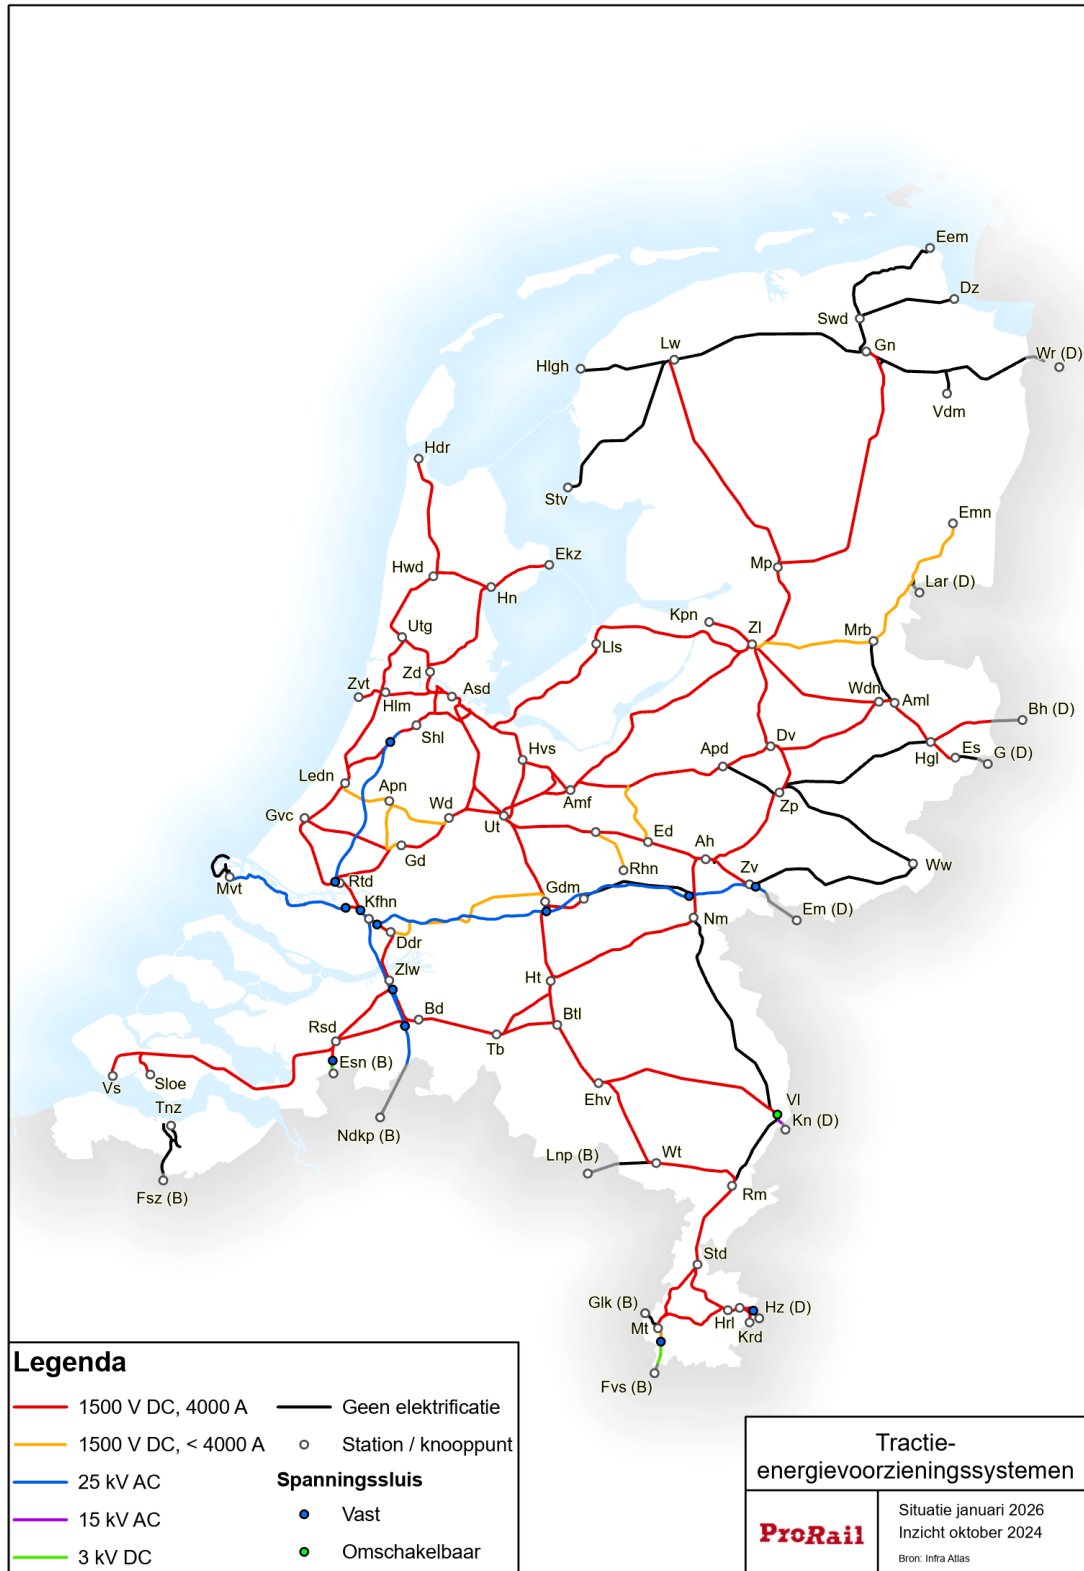 Eem
Dz
Swd
Gn
Lw
Wr (D)
Hlgh
Vdm
Hdr
Stv
Emn
Ekz
Mp
Hwd
Lar (D)
Hn
Kpn
Utg
Mrb
Zl
Lls
Zd
Zvt
Asd
Hlm
Wdn
Aml
Bh (D)
Shl
Hvs
Dv
Apd
Hgl
Es
G (D)
Ledn
Apn
Amf
Zp
Gvc
Wd
Ut
Ed
Ah
Gd
Rhn
Zv
Ww
Mvt
Rtd
Gdm
Kfhn
Em (D)
Nm
Ddr
Zlw
Ht
Bd
Btl
Rsd
Tb
Esn (B)
Vs
Sloe
Ehv
Tnz
Vl
Kn (D)
Ndkp (B)
Lnp (B)
Wt
Fsz (B)
Rm
Std
Glk (B)
Hz (D)
Mt
Hrl
Krd
Fvs (B)
Legenda
1500 V DC, 4000 A
Geen elektrificatie
1500 V DC, < 4000 A
Station / knooppunt
25 kV AC
Spanningssluis
15 kV AC
Vast
3 kV DC
Omschakelbaar
Tractie-
energievoorzieningssystemen
ProRail
Situatie januari 2026
Inzicht oktober 2024
Bron: Infra Atlas